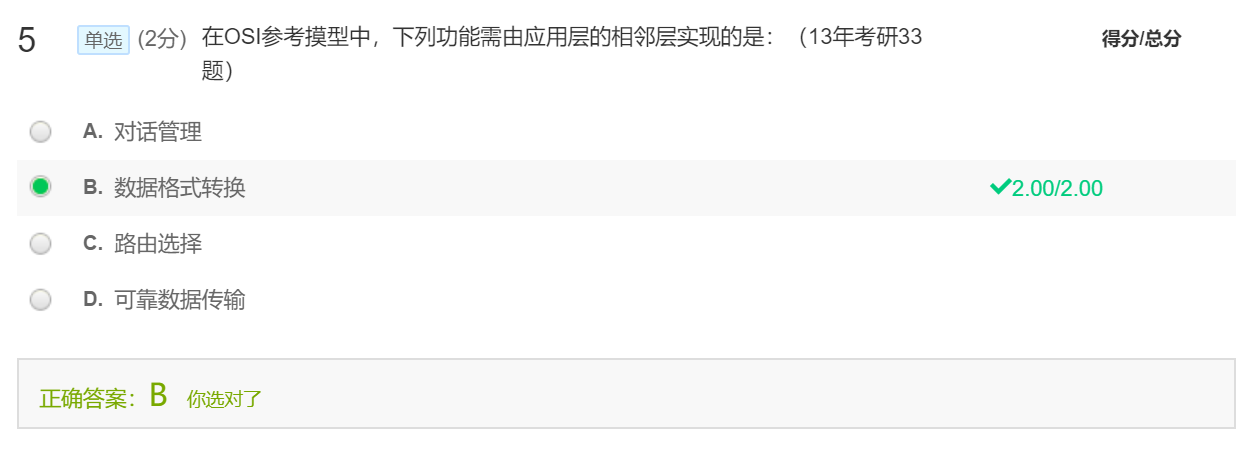 5 单选 (2分) 在OSI参考摸型中，下列功能需由应用层的相邻层实现的是：（13年考研33 得分/总分
题）
A. 对话管理
B. 数据格式转换 2.00/2.00
C. 路由选择
D. 可靠数据传输
正确答案：B 你选对了